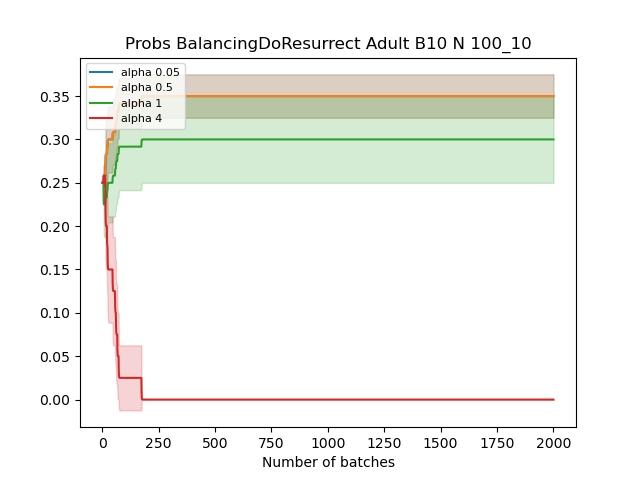 Probs BalancingDoResurrect Adult B10 N 100_10
alpha 0.05
alpha 0.5
alpha 1
alpha 4
0.35
0.30
0.25
0.20
0.15
0.10
0.05
0.00
0 250 500 750 1000 1250 1500 1750 2000
Number of batches